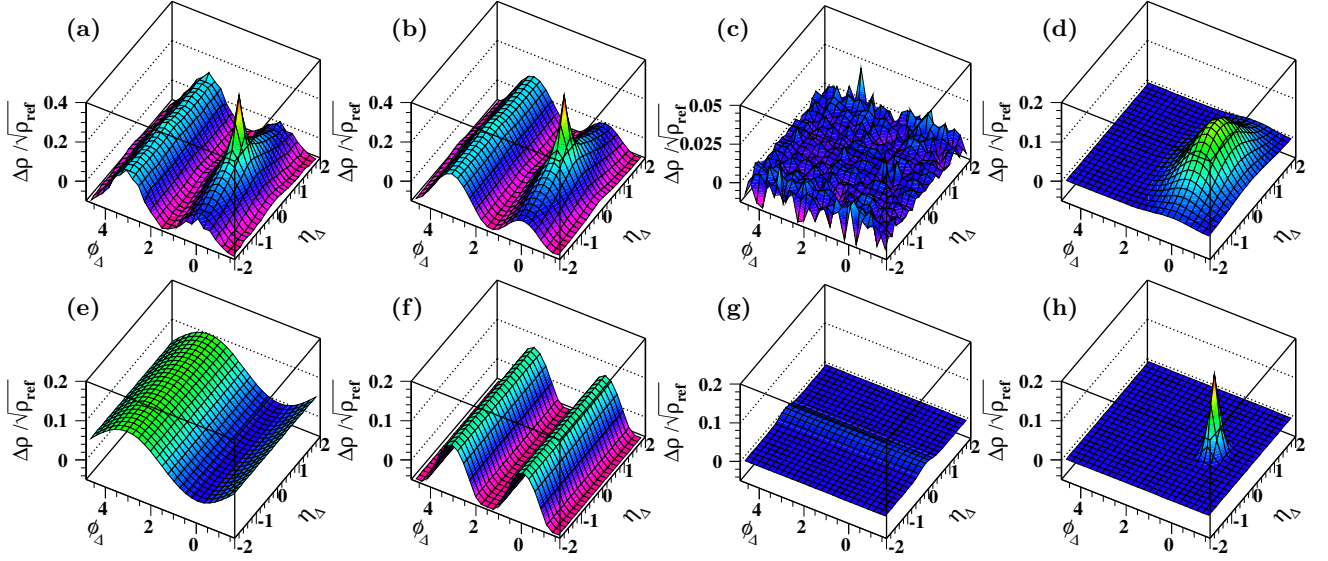 (a) (b) (c) (d)
Δρ /√ρref 0.4 0.2 0 ϕΔ 4 2 0 -2 -1 0 1 2 ηΔ
Δρ /√ρref 0.4 0.2 0 ϕΔ 4 2 0 -2 -1 0 1 2 ηΔ
Δρ /√ρref 0.05 0.025 0 ϕΔ 4 2 0 -2 -1 0 1 2 ηΔ
Δρ /√ρref 0.2 0.1 0 ϕΔ 4 2 0 -2 -1 0 1 2 ηΔ
(e) (f) (g) (h)
Δρ /√ρref 0.2 0.1 0 ϕΔ 4 2 0 -2 -1 0 1 2 ηΔ
Δρ /√ρref 0.2 0.1 0 ϕΔ 4 2 0 -2 -1 0 1 2 ηΔ
Δρ /√ρref 0.2 0.1 0 ϕΔ 4 2 0 -2 -1 0 1 2 ηΔ
Δρ /√ρref 0.2 0.1 0 ϕΔ 4 2 0 -2 -1 0 1 2 ηΔ